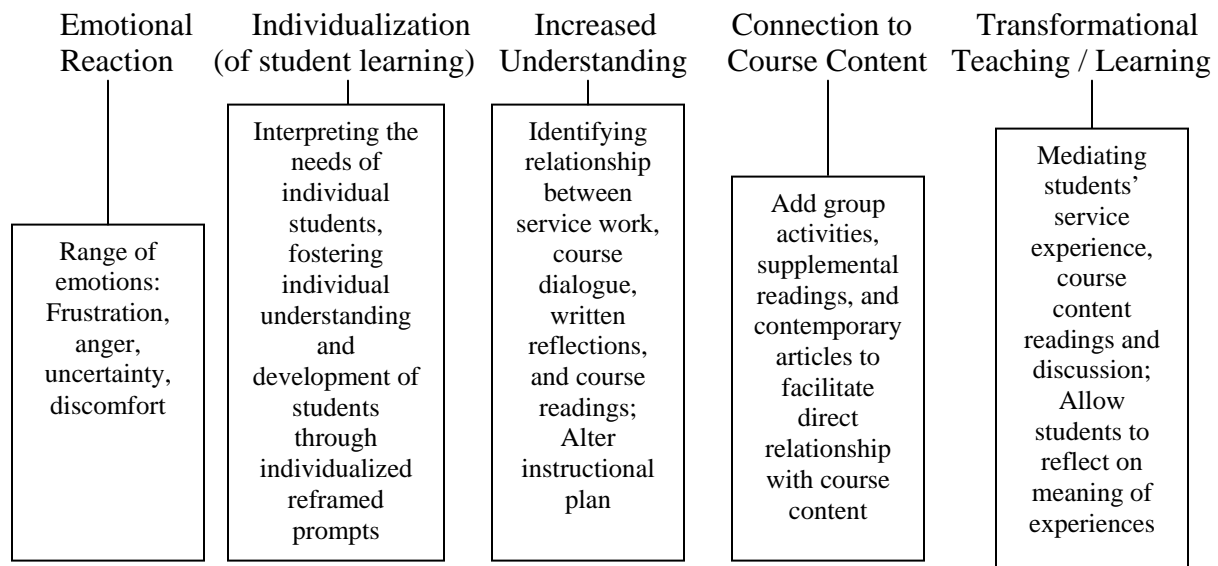 Emotional
Reaction
Individualization
(of student learning)
Increased
Understanding
Connection to
Course Content
Transformational
Teaching / Learning
Range of
emotions:
Frustration,
anger,
uncertainty,
discomfort
Interpreting the
needs of
individual
students,
fostering
individual
understanding
and
development of
students
through
individualized
reframed
prompts
Identifying
relationship
between
service work,
course
dialogue,
written
reflections,
and course
readings;
Alter
instructional
plan
Add group
activities,
supplemental
readings, and
contemporary
articles to
facilitate
direct
relationship
with course
content
Mediating
students’
service
experience,
course
content
readings and
discussion;
Allow
students to
reflect on
meaning of
experiences